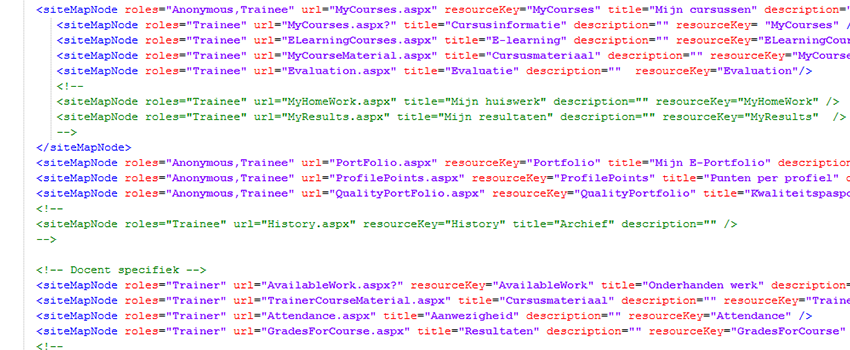 <siteMapNode roles="Anonymous,Trainee" url="MyCourses.aspx" resourceKey="MyCourses" title="Mijn cursussen" description="
<siteMapNode roles="Trainee" url="MyCourses.aspx?" title="Cursusinformatie" description="" resourceKey= "MyCourses" /
<siteMapNode roles="Trainee" url="ELearningCourses.aspx" title="E-learning" description="" resourceKey="ELearningCour
<siteMapNode roles="Trainee" url="MyCourseMaterial.aspx" title="Cursusmateriaal" description="" resourceKey="MyCourse
<siteMapNode roles="Trainee" url="Evaluation.aspx" title="Evaluatie" description=""  resourceKey="Evaluation"/>
<!--
<siteMapNode roles="Trainee" url="MyHomeWork.aspx" title="Mijn huiswerk" description="" resourceKey="MyHomeWork" />
<siteMapNode roles="Trainee" url="MyResults.aspx" title="Mijn resultaten" description="" resourceKey="MyResults"  />
-->
</siteMapNode>
<siteMapNode roles="Anonymous,Trainee" url="PortFolio.aspx" resourceKey="Portfolio" title="Mijn E-Portfolio" description
<siteMapNode roles="Anonymous,Trainee" url="ProfilePoints.aspx" resourceKey="ProfilePoints" title="Punten per profiel" d
<siteMapNode roles="Anonymous,Trainee" url="QualityPortFolio.aspx" resourceKey="QualityPortfolio" title="Kwaliteitspaspo
<!--
<siteMapNode roles="Trainee" url="History.aspx" resourceKey="History" title="Archief" description="" />
-->
<!-- Docent specifiek -->
<siteMapNode roles="Trainer" url="AvailableWork.aspx?" resourceKey="AvailableWork" title="Onderhanden werk" description=
<siteMapNode roles="Trainer" url="TrainerCourseMaterial.aspx" title="Cursusmateriaal" description="" resourceKey="Traine
<siteMapNode roles="Trainer" url="Attendance.aspx" title="Aanwezigheid" description="" resourceKey="Attendance" />
<siteMapNode roles="Trainer" url="GradesForCourse.aspx" title="Resultaten" description="" resourceKey="GradesForCourse"
<!--